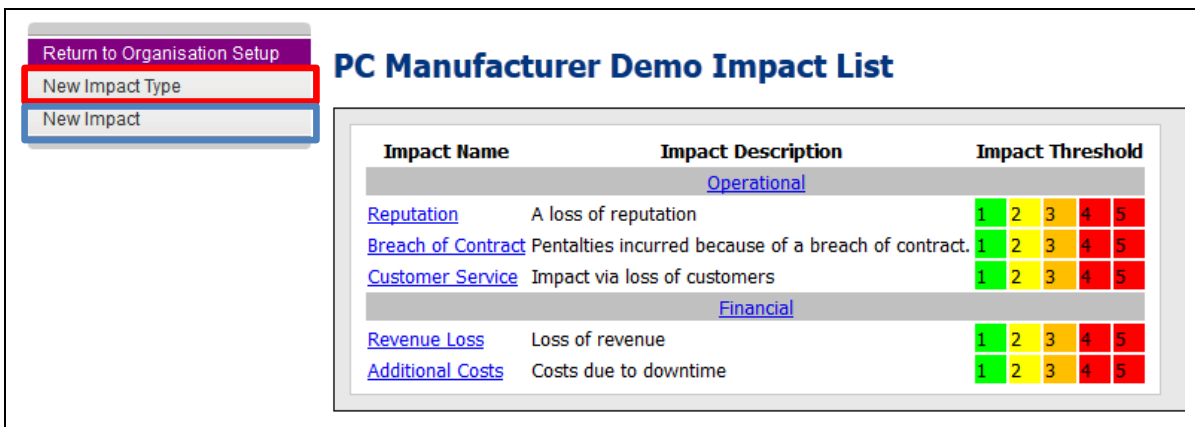 Return to Organisation Setup
New Impact Type
New Impact
PC Manufacturer Demo Impact List
Impact Name Impact Description Impact Threshold
Operational
Reputation A loss of reputation 1 2 3 4 5
Breach of Contract Pentalties incurred because of a breach of contract. 1 2 3 4 5
Customer Service Impact via loss of customers 1 2 3 4 5
Financial
Revenue Loss Loss of revenue 1 2 3 4 5
Additional Costs Costs due to downtime 1 2 3 4 5